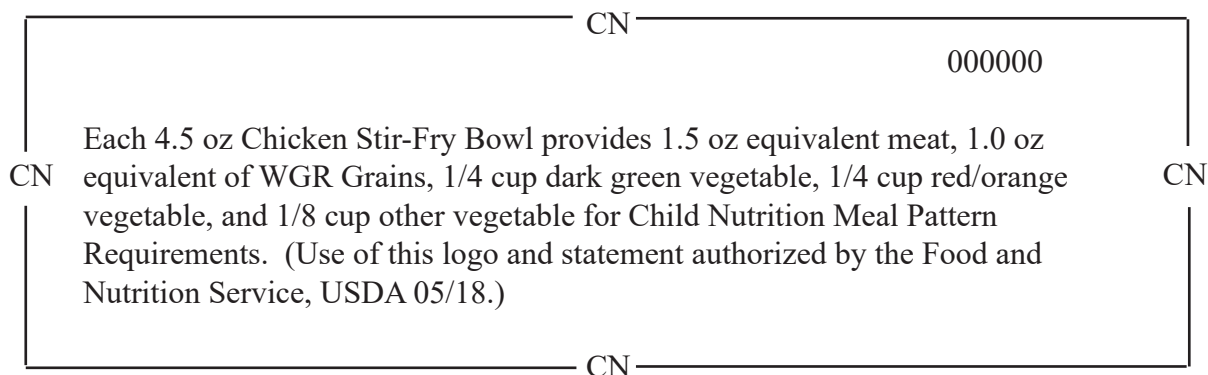 CN
000000
Each 4.5 oz Chicken Stir-Fry Bowl provides 1.5 oz equivalent meat, 1.0 oz
CN equivalent of WGR Grains, 1/4 cup dark green vegetable, 1/4 cup red/orange CN
vegetable, and 1/8 cup other vegetable for Child Nutrition Meal Pattern
Requirements. (Use of this logo and statement authorized by the Food and
Nutrition Service, USDA 05/18.)
CN